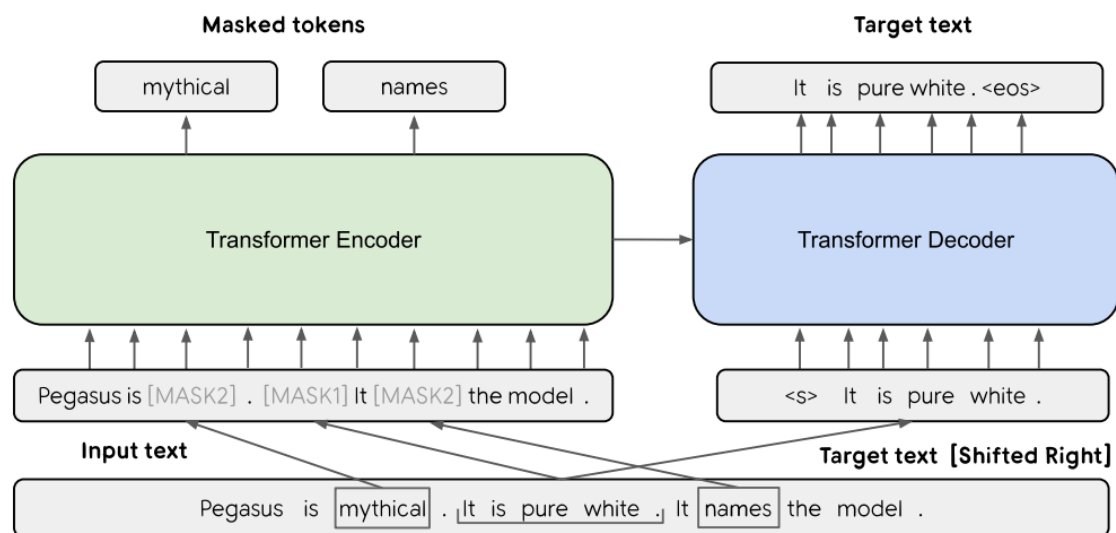 Masked tokens
Target text
mythical
names
It is pure white . <eos>
Transformer Encoder
Transformer Decoder
Pegasus is [MASK2] . [MASK1] It [MASK2] the model .
<s> It is pure white .
Input text
Target text [Shifted Right]
Pegasus is mythical . It is pure white . It names the model .